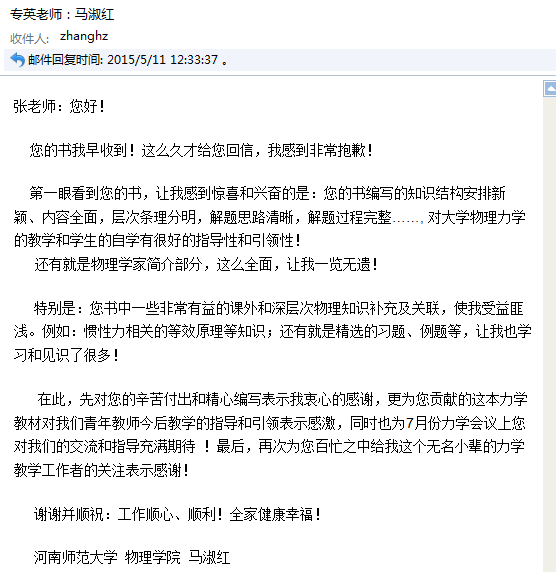 专英老师：马淑红
收件人： zhanghz
邮件回复时间: 2015/5/11 12:33:37 。
张老师：您好！
您的书我早收到！这么久才给您回信，我感到非常抱歉！
第一眼看到您的书，让我感到惊喜和兴奋的是：您的书编写的知识结构安排新
颖、内容全面，层次条理分明，解题思路清晰，解题过程完整……, 对大学物理力学
的教学和学生的自学有很好的指导性和引领性！
还有就是物理学家简介部分，这么全面，让我一览无遗！
特别是：您书中一些非常有益的课外和深层次物理知识补充及关联，使我受益匪
浅。例如：惯性力相关的等效原理等知识；还有就是精选的习题、例题等，让我也学
习和见识了很多！
在此，先对您的辛苦付出和精心编写表示我衷心的感谢，更为您贡献的这本力学
教材对我们青年教师今后教学的指导和引领表示感激，同时也为7月份力学会议上您
对我们的交流和指导充满期待 ！最后，再次为您百忙之中给我这个无名小辈的力学
教学工作者的关注表示感谢！
谢谢并顺祝：工作顺心、顺利！全家健康幸福！
河南师范大学 物理学院 马淑红